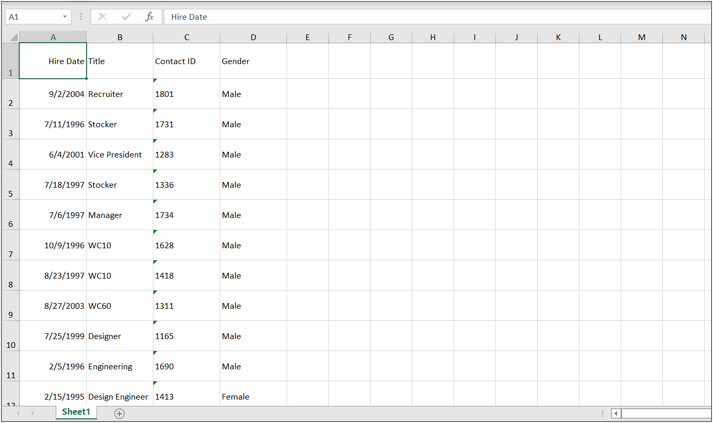 A1 fx Hire Date
A B C D E F G H I J K L M N
1 Hire Date Title Contact ID Gender
2 9/2/2004 Recruiter 1801 Male
3 7/11/1996 Stocker 1731 Male
4 6/4/2001 Vice President 1283 Male
5 7/18/1997 Stocker 1336 Male
6 7/6/1997 Manager 1734 Male
7 10/9/1996 WC10 1628 Male
8 8/23/1997 WC10 1418 Male
9 8/27/2003 WC60 1311 Male
10 7/25/1999 Designer 1165 Male
11 2/5/1996 Engineering 1690 Male
12 2/15/1995 Design Engineer 1413 Female
Sheet1